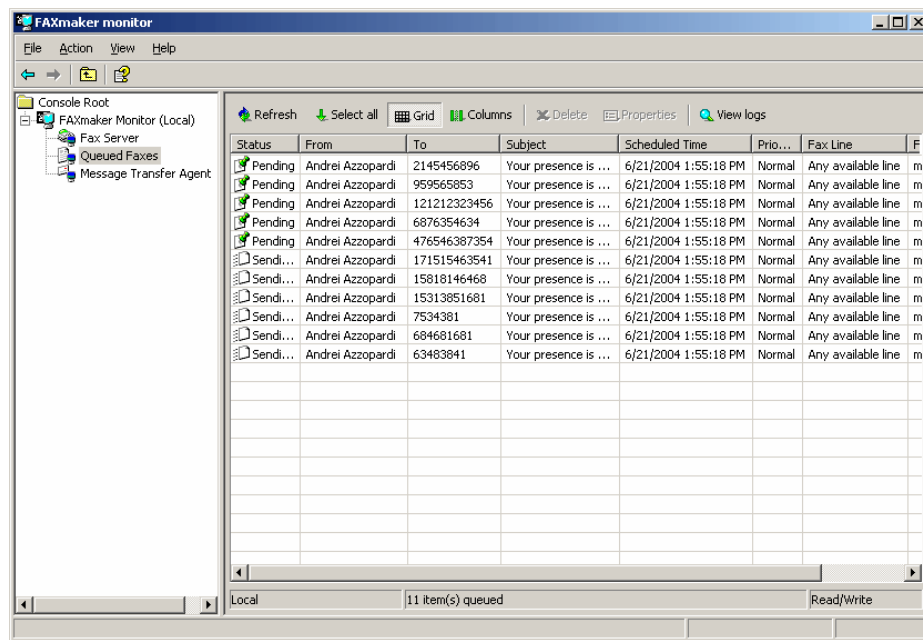 FAXmaker monitor
File Action View Help
Console Root
FAXmaker Monitor (Local)
Fax Server
Queued Faxes
Message Transfer Agent
Refresh Select all Grid Columns Delete Properties View logs
Status From To Subject Scheduled Time Prio... Fax Line F
Pending Andrei Azzopardi 2145456896 Your presence is ... 6/21/2004 1:55:18 PM Normal Any available line m
Pending Andrei Azzopardi 959565853 Your presence is ... 6/21/2004 1:55:18 PM Normal Any available line m
Pending Andrei Azzopardi 121212323456 Your presence is ... 6/21/2004 1:55:18 PM Normal Any available line m
Pending Andrei Azzopardi 6876354634 Your presence is ... 6/21/2004 1:55:18 PM Normal Any available line m
Pending Andrei Azzopardi 476546387354 Your presence is ... 6/21/2004 1:55:18 PM Normal Any available line m
Sendi... Andrei Azzopardi 171515463541 Your presence is ... 6/21/2004 1:55:18 PM Normal Any available line m
Sendi... Andrei Azzopardi 15818146468 Your presence is ... 6/21/2004 1:55:18 PM Normal Any available line m
Sendi... Andrei Azzopardi 15313851681 Your presence is ... 6/21/2004 1:55:18 PM Normal Any available line m
Sendi... Andrei Azzopardi 7534381 Your presence is ... 6/21/2004 1:55:18 PM Normal Any available line m
Sendi... Andrei Azzopardi 684681681 Your presence is ... 6/21/2004 1:55:18 PM Normal Any available line m
Sendi... Andrei Azzopardi 63483841 Your presence is ... 6/21/2004 1:55:18 PM Normal Any available line m
Local 11 item(s) queued Read/Write